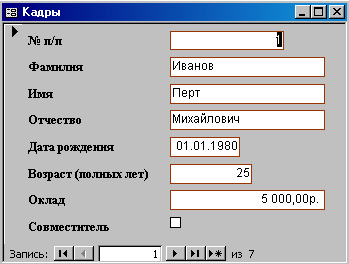 Кадры
№ п/п 1
Фамилия Иванов
Имя Перт
Отчество Михайлович
Дата рождения 01.01.1980
Возраст (полных лет) 25
Оклад 5 000,00р.
Совместитель
Запись: 1 из 7